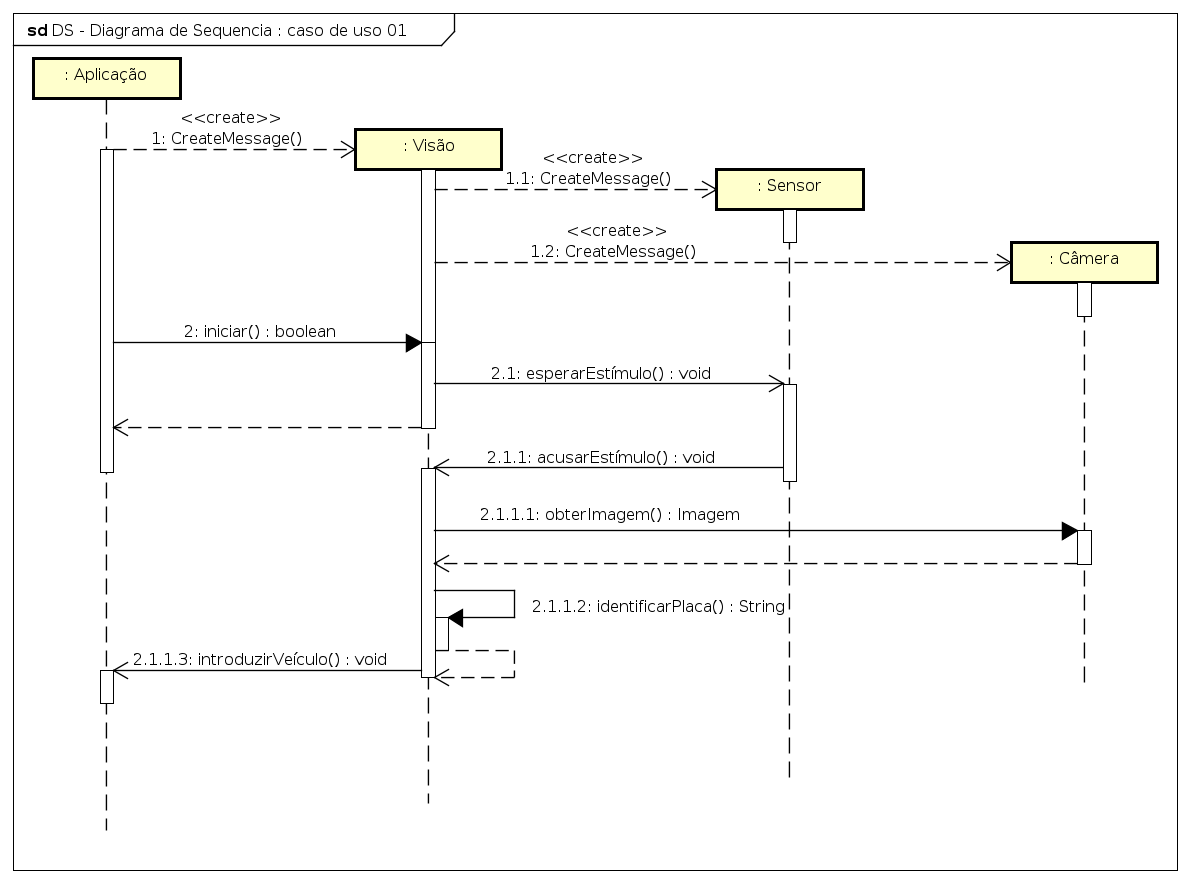 sd DS - Diagrama de Sequencia : caso de uso 01
: Aplicação
<<create>>
1: CreateMessage()
: Visão
<<create>>
1.1: CreateMessage()
: Sensor
<<create>>
1.2: CreateMessage()
: Câmera
2: iniciar() : boolean
2.1: esperarEstímulo() : void
2.1.1: acusarEstímulo() : void
2.1.1.1: obterImagem() : Imagem
2.1.1.2: identificarPlaca() : String
2.1.1.3: introduzirVeículo() : void